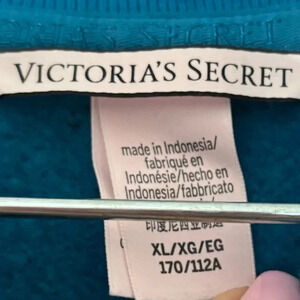 VICTORIA'S SECRET
made in Indonesia/
fabriqué en
Indonésie/hecho en
Indonesia/fabbricato
印度尼西亚制造
XL/XG/EG
170/112A